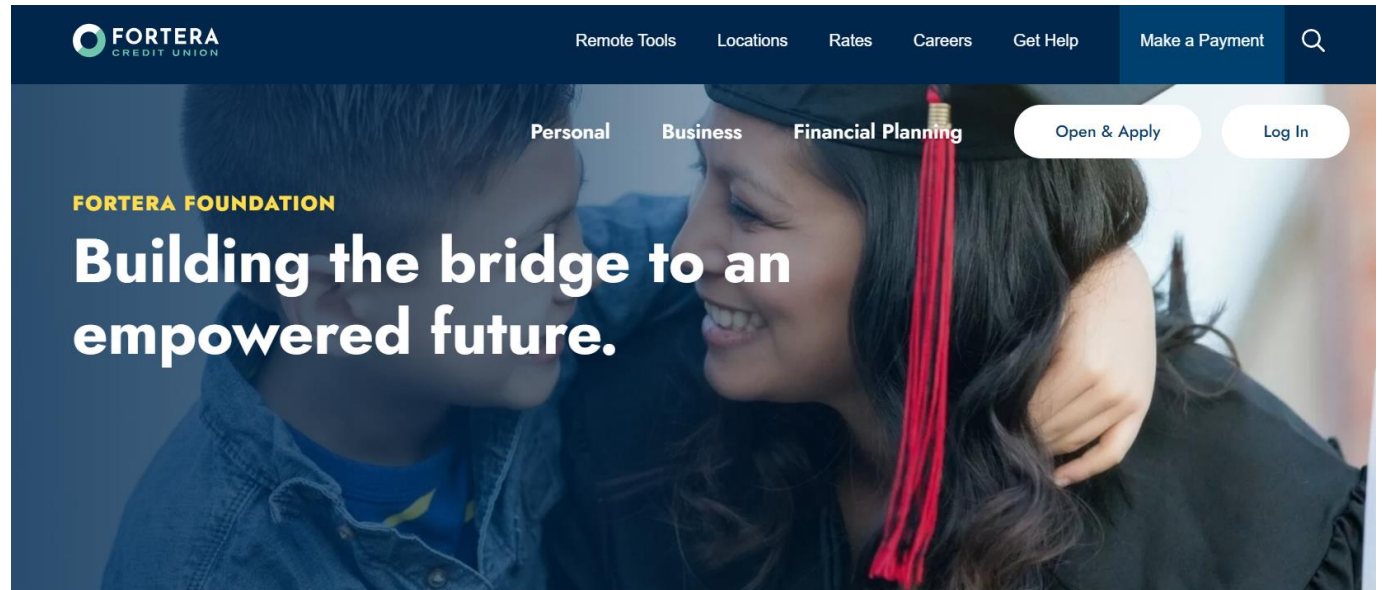 FORTERA
CREDIT UNION
Remote Tools Locations Rates Careers Get Help Make a Payment
Personal Business Financial Planning Open & Apply Log In
FORTERA FOUNDATION
Building the bridge to an
empowered future.